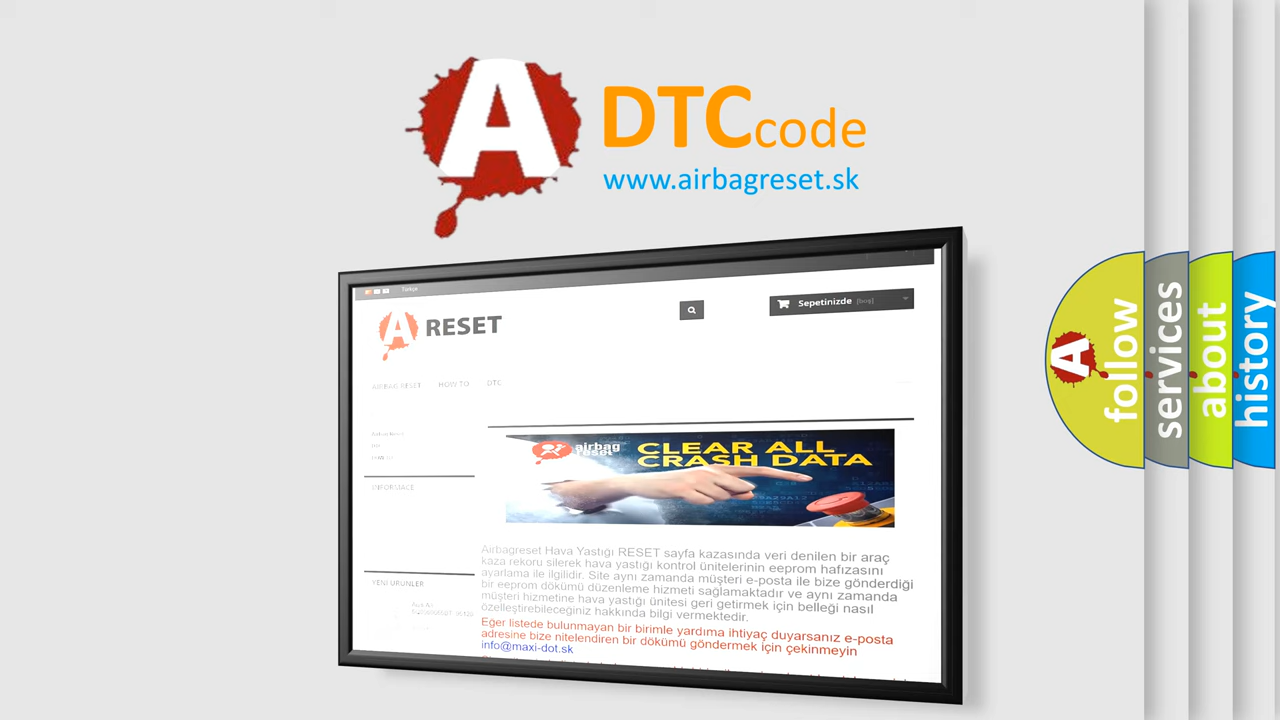 A
DTC code
www.airbagreset.sk
Türkçe
A RESET
Sepetinizde
AIRBAG RESET HOW TO DTC
INFORMACE
airbag
reset
CLEAR ALL
CRASH DATA
Airbagreset Hava Yastığı RESET sayfa kazasında veri denilen bir araç
kaza rekoru silerek hava yastığı kontrol ünitelerinin eeprom hafızasını
ayarlama ile ilgilidir. Site aynı zamanda müşteri e-posta ile bize gönderdiği
bir eeprom dökümü düzenleme hizmeti sağlamaktadır ve aynı zamanda
müşteri hizmetine hava yastığı ünitesi geri getirmek için belleği nasıl
özelleştirebileceğiniz hakkında bilgi vermektedir.
Eğer listede bulunmayan bir birimle yardıma ihtiyaç duyarsanız e-posta
adresine bize nitelendiren bir dökümü göndermek için çekinmeyin
info@maxi-dot.sk
YENI ÜRÜNLER
A
follow
services
about
history